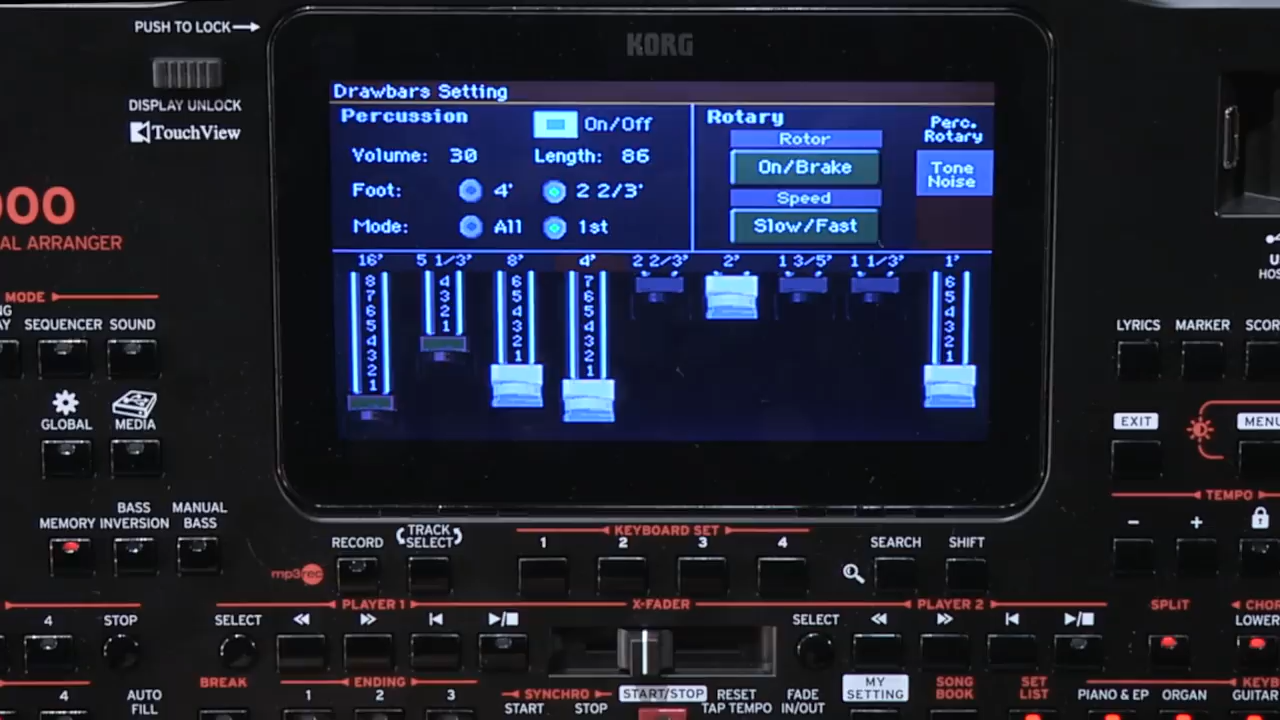 PUSH TO LOCK
KORG
DISPLAY UNLOCK
TouchView
Drawbars Setting
Percussion
On/Off
Volume: 30
Length: 86
Foot: 4' 2 2/3'
Mode: All 1st
Rotary
Rotor
On/Brake
Speed
Slow/Fast
Perc. Rotary
Tone Noise
16' 5 1/3' 8' 4' 2 2/3' 2' 1 3/5' 1 1/3' 1'
8 7 6 5 4 3 2 1
4 3 2 1
6 5 4 3 2 1
7 6 5 4 3 2 1
6 5 4 3 2 1
000
AL ARRANGER
MODE
SEQUENCER SOUND
GLOBAL MEDIA
MEMORY BASS INVERSION MANUAL BASS
LYRICS MARKER SCOR
EXIT MENU
TEMPO
- +
RECORD TRACK SELECT
mp3rec
KEYBOARD SET
1 2 3 4
SEARCH SHIFT
PLAYER 1 X-FADER PLAYER 2
4 STOP
SELECT
SELECT
SPLIT
CHOR
LOWER
BREAK ENDING
4 AUTO FILL
1 2 3
SYNCHRO
START STOP
START/STOP
RESET TAP TEMPO
FADE IN/OUT
MY SETTING
SONG BOOK
SET LIST
KEYB
PIANO & EP ORGAN GUITAR